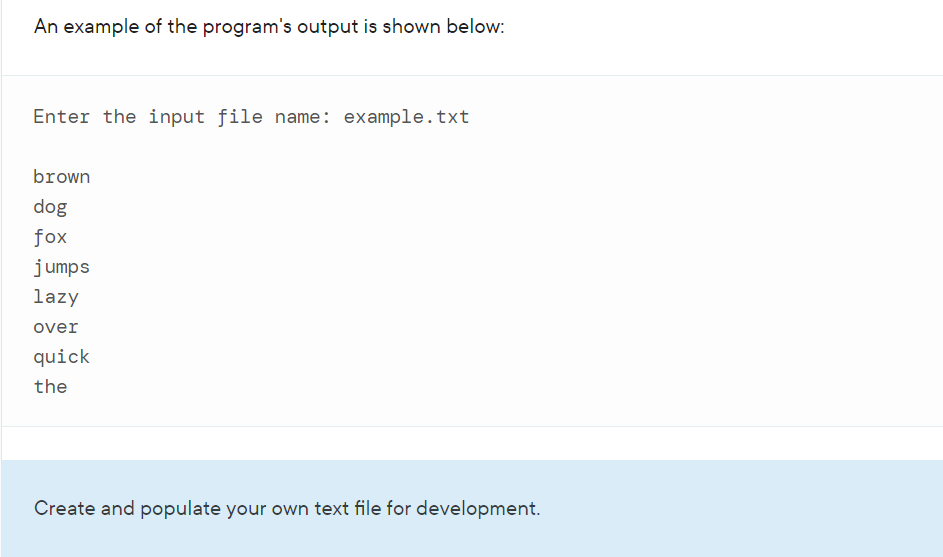 An example of the program's output is shown below:
Enter the input file name: example.txt
brown
dog
fox
jumps
lazy
over
quick
the
Create and populate your own text file for development.